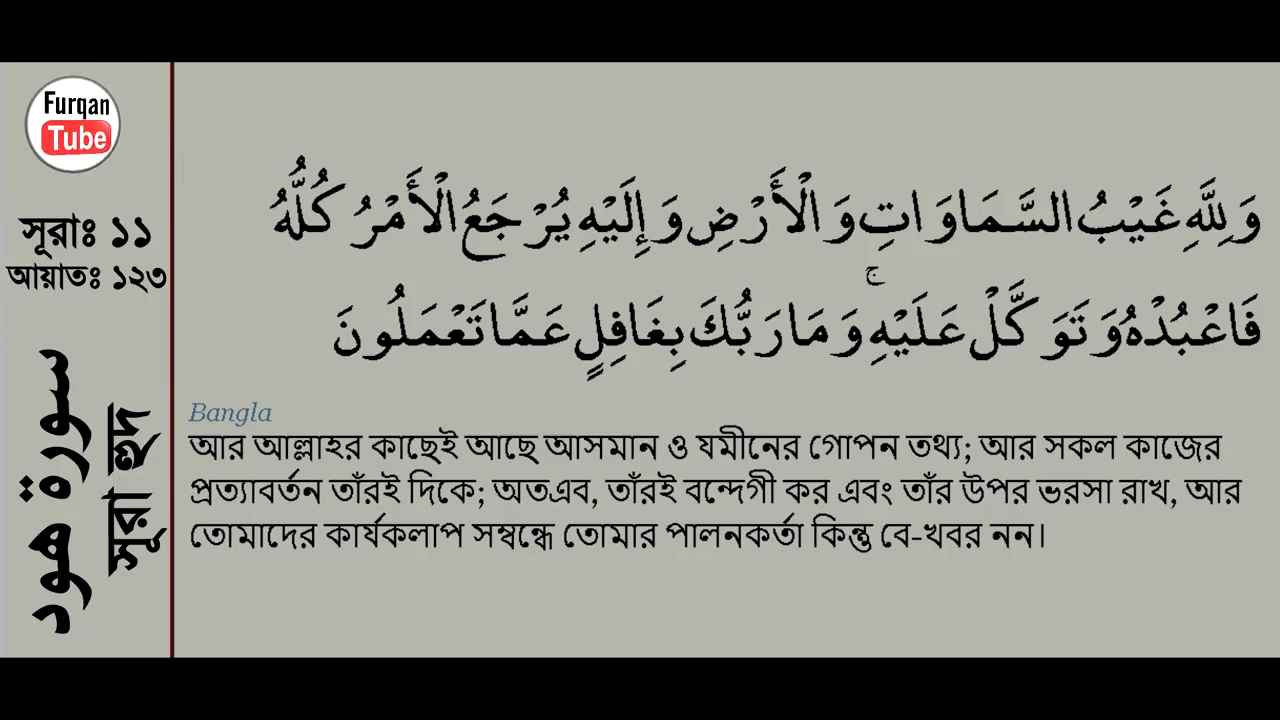 Furqan
Tube
সূরাঃ ১১
আয়াতঃ ১২৩
سورة هود
সূরা হুদ
وَلِلَّهِ غَيْبُ السَّمَاوَاتِ وَالْأَرْضِ وَإِلَيْهِ يُرْجَعُ الْأَمْرُ كُلُّهُ
فَاعْبُدْهُ وَتَوَكَّلْ عَلَيْهِ ۚ وَمَا رَبُّكَ بِغَافِلٍ عَمَّا تَعْمَلُونَ
Bangla
আর আল্লাহর কাছেই আছে আসমান ও যমীনের গোপন তথ্য; আর সকল কাজের
প্রত্যাবর্তন তাঁরই দিকে; অতএব, তাঁরই বন্দেগী কর এবং তাঁর উপর ভরসা রাখ, আর
তোমাদের কার্যকলাপ সম্বন্ধে তোমার পালনকর্তা কিন্তু বে-খবর নন।